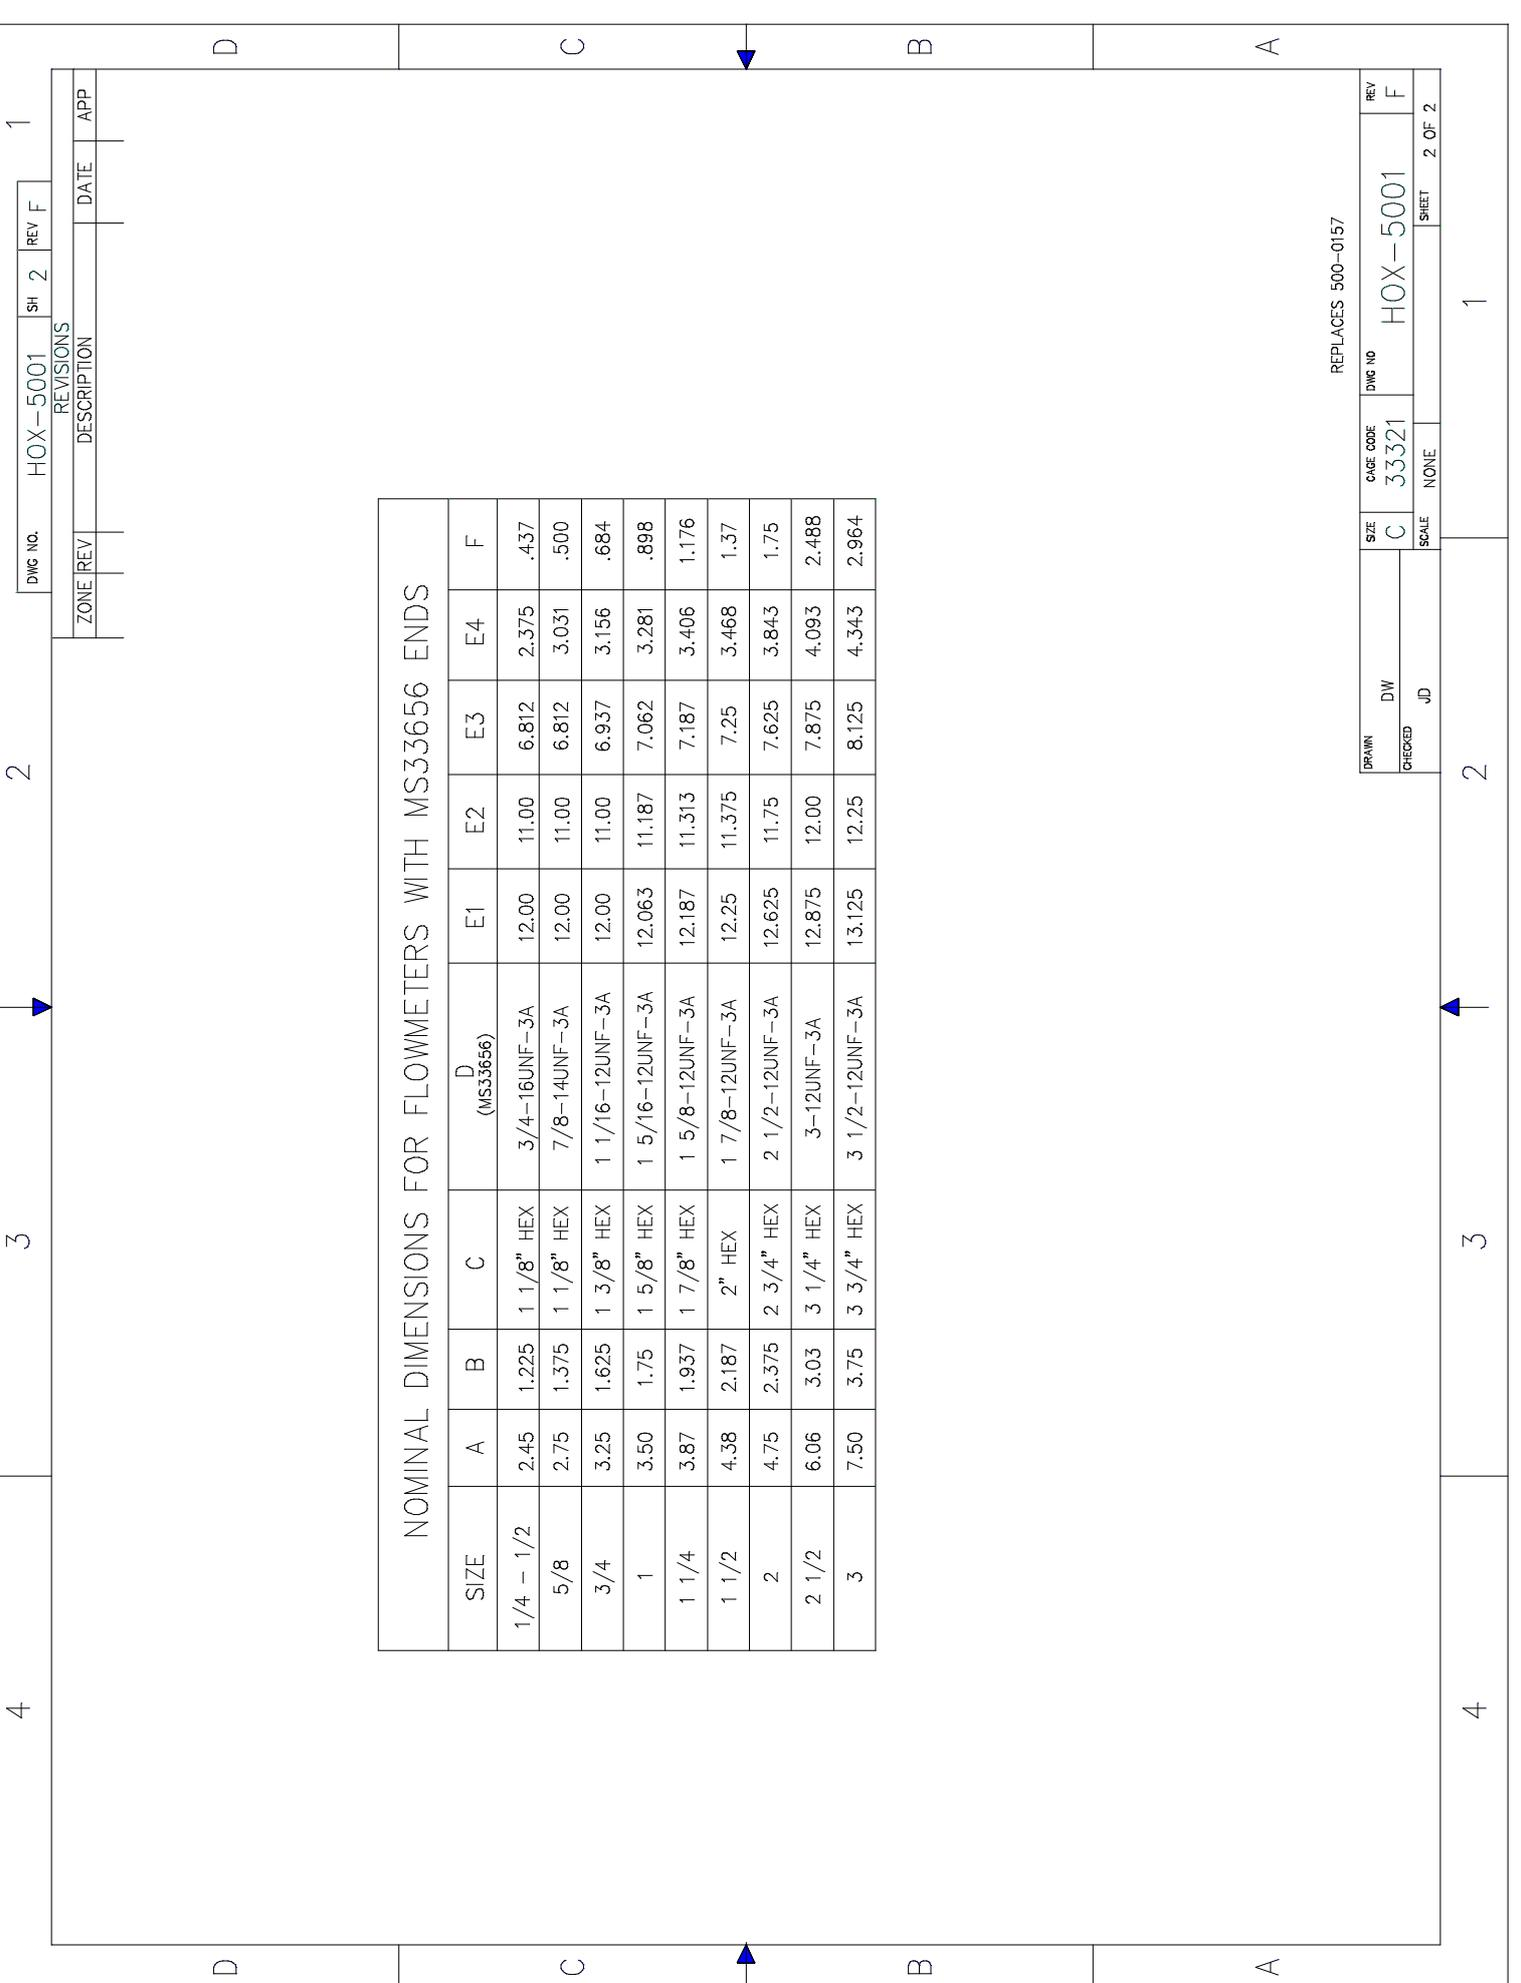 4 3 2 1
DWG NO. HOX-5001 SH 2 REV F
REVISIONS
ZONE REV DESCRIPTION DATE APP
D D
NOMINAL DIMENSIONS FOR FLOWMETERS WITH MS33656 ENDS
SIZE A B C D (MS33656) E1 E2 E3 E4 F
1/4 - 1/2 2.45 1.225 1 1/8" HEX 3/4-16UNF-3A 12.00 11.00 6.812 2.375 .437
5/8 2.75 1.375 1 1/8" HEX 7/8-14UNF-3A 12.00 11.00 6.812 3.031 .500
3/4 3.25 1.625 1 3/8" HEX 1 1/16-12UNF-3A 12.00 11.00 6.937 3.156 .684
1 3.50 1.75 1 5/8" HEX 1 5/16-12UNF-3A 12.063 11.187 7.062 3.281 .898
1 1/4 3.87 1.937 1 7/8" HEX 1 5/8-12UNF-3A 12.187 11.313 7.187 3.406 1.176
1 1/2 4.38 2.187 2" HEX 1 7/8-12UNF-3A 12.25 11.375 7.25 3.468 1.37
2 4.75 2.375 2 3/4" HEX 2 1/2-12UNF-3A 12.625 11.75 7.625 3.843 1.75
2 1/2 6.06 3.03 3 1/4" HEX 3-12UNF-3A 12.875 12.00 7.875 4.093 2.488
3 7.50 3.75 3 3/4" HEX 3 1/2-12UNF-3A 13.125 12.25 8.125 4.343 2.964
C C
B B
A A
REPLACES 500-0157
DRAWN DW
CHECKED JD
SIZE C CAGE CODE 33321 DWG NO HOX-5001 REV F
SCALE NONE SHEET 2 OF 2
4 3 2 1